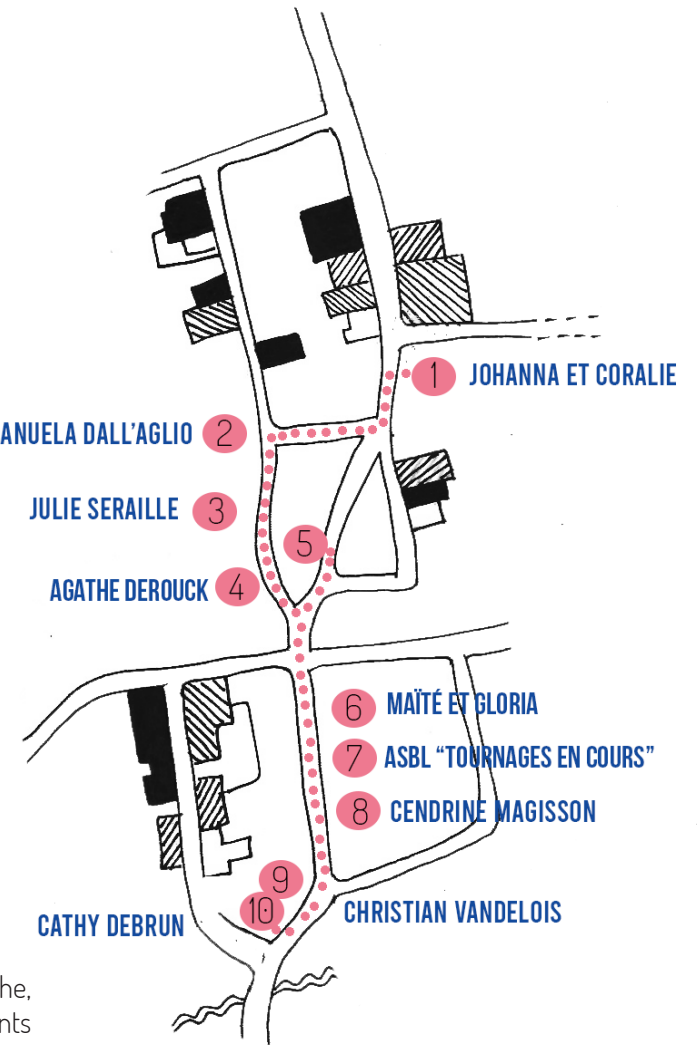 1 JOHANNA ET CORALIE
ANUELA DALL'AGLIO 2
JULIE SERAILLE 3
5
AGATHE DEROUCK 4
6 MAÏTÉ ET GLORIA
7 ASBL “TOURNAGES EN COURS”
8 CENDRINE MAGISSON
9
10
CHRISTIAN VANDELOIS
CATHY DEBRUN
he,
nts